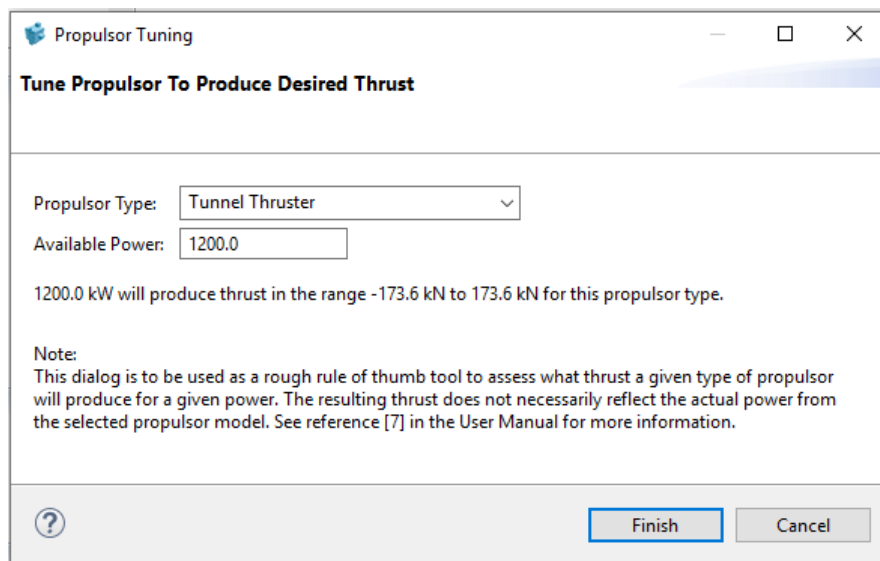 Propulsor Tuning
Tune Propulsor To Produce Desired Thrust
Propulsor Type: Tunnel Thruster
Available Power: 1200.0
1200.0 kW will produce thrust in the range -173.6 kN to 173.6 kN for this propulsor type.
Note:
This dialog is to be used as a rough rule of thumb tool to assess what thrust a given type of propulsor
will produce for a given power. The resulting thrust does not necessarily reflect the actual power from
the selected propulsor model. See reference [7] in the User Manual for more information.
?
Finish Cancel